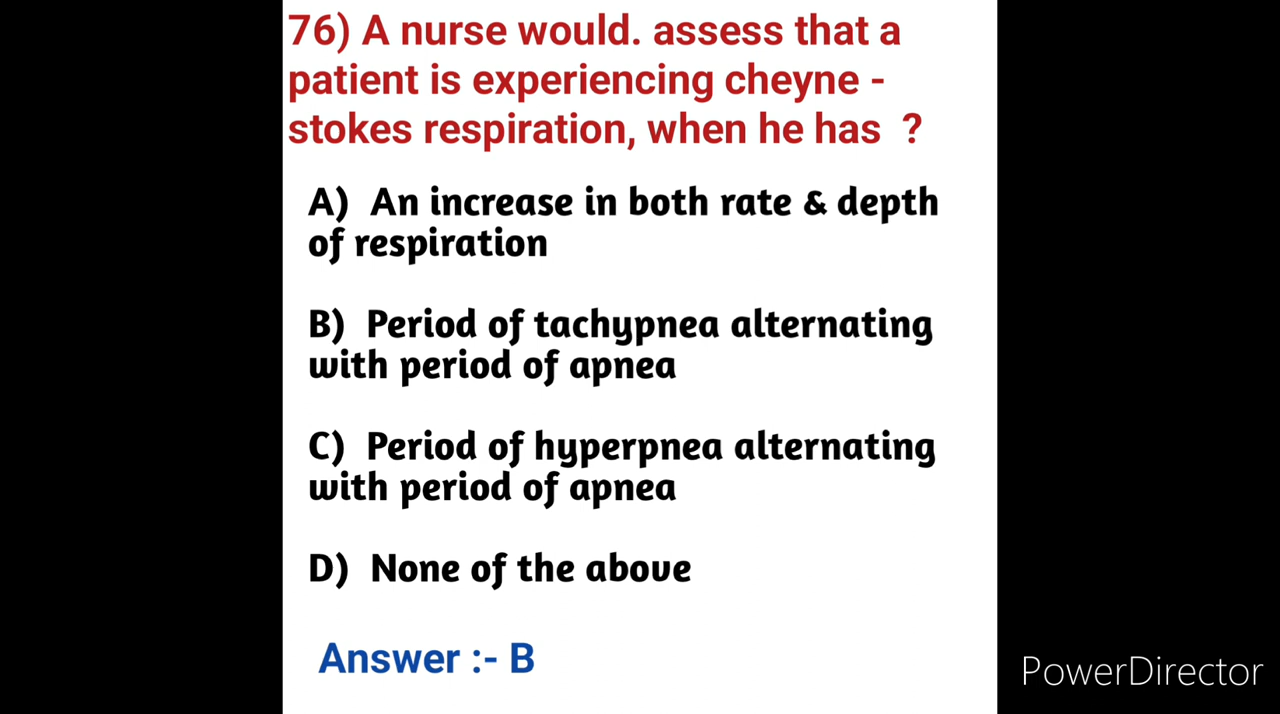 76) A nurse would. assess that a
patient is experiencing cheyne -
stokes respiration, when he has ?
A) An increase in both rate & depth
of respiration
B) Period of tachypnea alternating
with period of apnea
C) Period of hyperpnea alternating
with period of apnea
D) None of the above
Answer :- B
PowerDirector